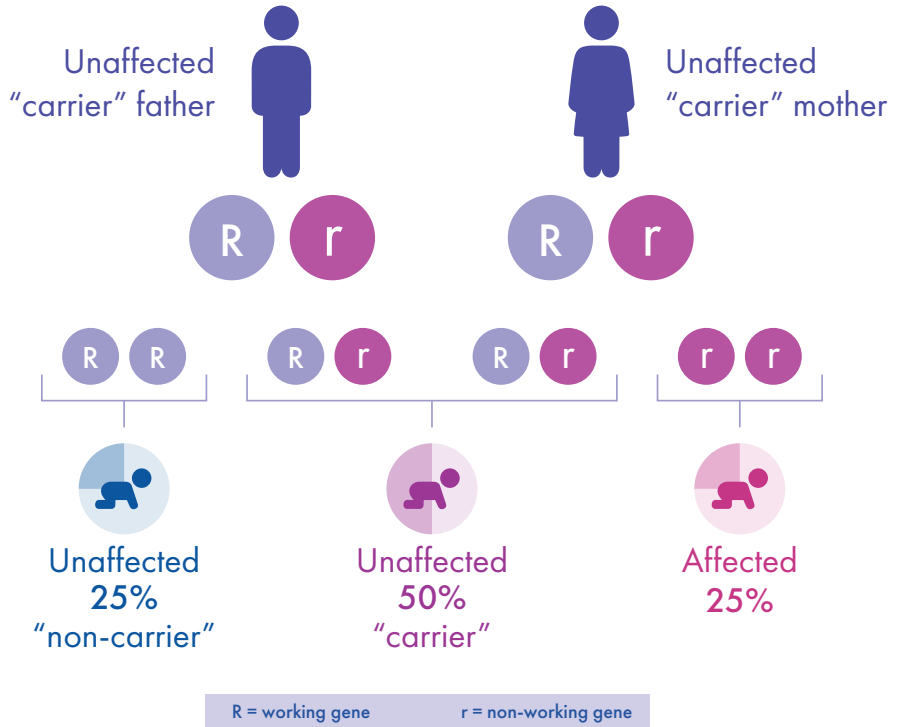 Unaffected
“carrier” father
Unaffected
“carrier” mother
R r R r
R R R r R r r r
Unaffected
25%
“non-carrier”
Unaffected
50%
“carrier”
Affected
25%
R = working gene r = non-working gene